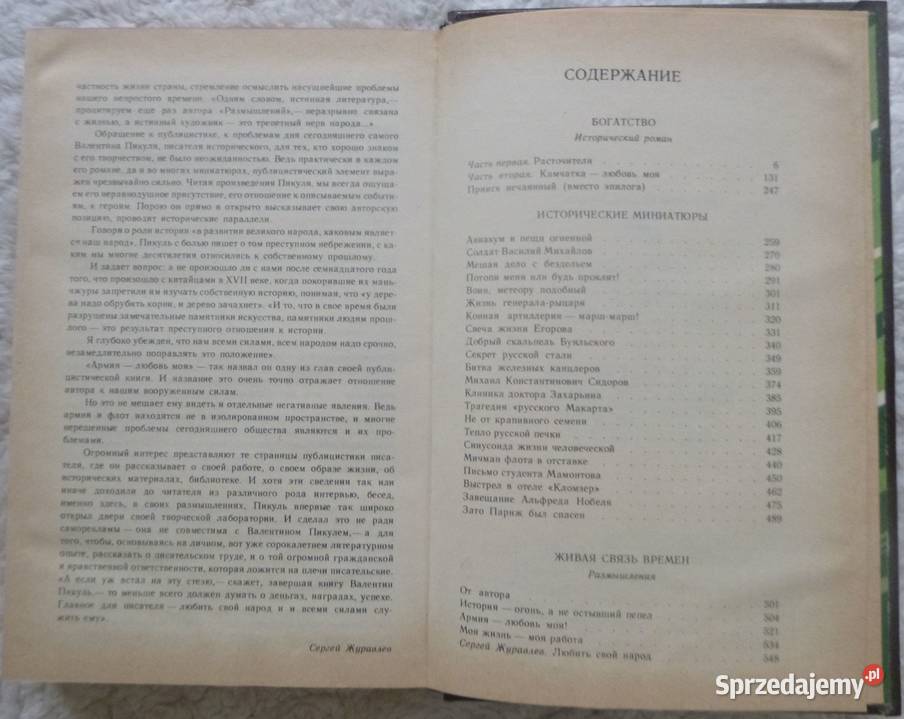 частность жизни страны, стремление осмыслить насущнейшие проблемы
нашего непростого времени. «Одним словом, истинная литература,—
процитируем еще раз автора «Размышлений»,— неразрывно связана
с жизнью, а истинный художник — это трепетный нерв народа...»
Обращение к публицистике, к проблемам дня сегодняшнего самого
Валентина Пикуля, писателя исторического, для тех, кто хорошо знаком
с его творчеством, не было неожиданностью. Ведь практически в каждом
его романе, да и во многих миниатюрах, публицистический элемент выра-
жен чрезвычайно сильно. Читая произведения Пикуля, мы всегда ощуща-
ем его неравнодушное присутствие, его отношение к описываемым событи-
ям, к героям. Порою он прямо и открыто высказывает свою авторскую
позицию, проводит исторические параллели.
Говоря о роли истории «в развитии великого народа, каковым являет-
ся наш народ», Пикуль с болью пишет о том преступном небрежении, с ка-
ким мы многие десятилетия относились к собственному прошлому.
И задает вопрос: а не произошло ли с нами после семнадцатого года
того, что произошло с китайцами в XVII веке, когда покорившие их мань-
чжуры запретили им изучать собственную историю, понимая, что «у дере-
ва надо обрубить корни, и дерево зачахнет». «И то, что в свое время были
разрушены замечательные памятники искусства, памятники людям прош-
лого — это результат преступного отношения к истории.
Я глубоко убежден, что нам всеми силами, всем народом надо срочно,
незамедлительно поправлять это положение».
«Армия — любовь моя» — так назвал он одну из глав своей публи-
цистической книги. И название это очень точно отражает отношение
автора к нашим вооруженным силам.
Но это не мешает ему видеть и отдельные негативные явления. Ведь
армия и флот находятся не в изолированном пространстве, и многие
нерешенные проблемы сегодняшнего общества являются и их про-
блемами.
Огромный интерес представляют те страницы публицистики писа-
теля, где он рассказывает о своей работе, о своем образе жизни, об
исторических материалах, библиотеке. И хотя эти сведения так или
иначе доходили до читателя из различного рода интервью, бесед,
именно здесь, в своих размышлениях, Пикуль впервые так широко
открыл двери своей творческой лаборатории. И сделал это не ради
саморекламы — она не совместима с Валентином Пикулем,— а для
того, чтобы, основываясь на личном, вот уже сорокалетнем литературном
опыте, рассказать о писательском труде, и о той огромной гражданской
и нравственной ответственности, которая ложится на плечи писательские.
«А если уж встал на эту стезю,— скажет, завершая книгу Валентин
Пикуль,— то меньше всего должен думать о деньгах, наградах, успехе.
Главное для писателя — любить свой народ и и всеми силами слу-
жить ему».
Сергей Журавлев
СОДЕРЖАНИЕ
БОГАТСТВО
Исторический роман
Часть первая. Расточители 6
Часть вторая. Камчатка — любовь моя 131
Прияск нечаянный (вместо эпилога) 247
ИСТОРИЧЕСКИЕ МИНИАТЮРЫ
Аввакум в пещи огненной 259
Солдат Василий Михайлов 270
Мешая дело с бездельем 280
Потопи меня или будь проклят! 291
Воин, метеору подобный 301
Жизнь генерала-рыцаря 311
Конная артиллерия — марш-марш! 320
Свеча жизни Егорова 331
Добрый скальпель Буяльского 340
Секрет русской стали 349
Битва железных канцлеров 359
Михаил Константинович Сидоров 374
Клиника доктора Захарьина 385
Трагедия «русского Макарта» 395
Не от крапивного семени 406
Тепло русской печки 417
Синусоида жизни человеческой 428
Мичман флота в отставке 440
Письмо студента Мамонтова 450
Выстрел в отеле «Кломзер» 462
Завещание Альфреда Нобеля 475
Зато Париж был спасен 489
ЖИВАЯ СВЯЗЬ ВРЕМЕН
Размышления
От автора 501
История — огонь, а не остывший пепел 504
Армия — любовь моя! 521
Моя жизнь — моя работа 534
Сергей Журавлев. Любить свой народ 548
Sprzedajemy.pl